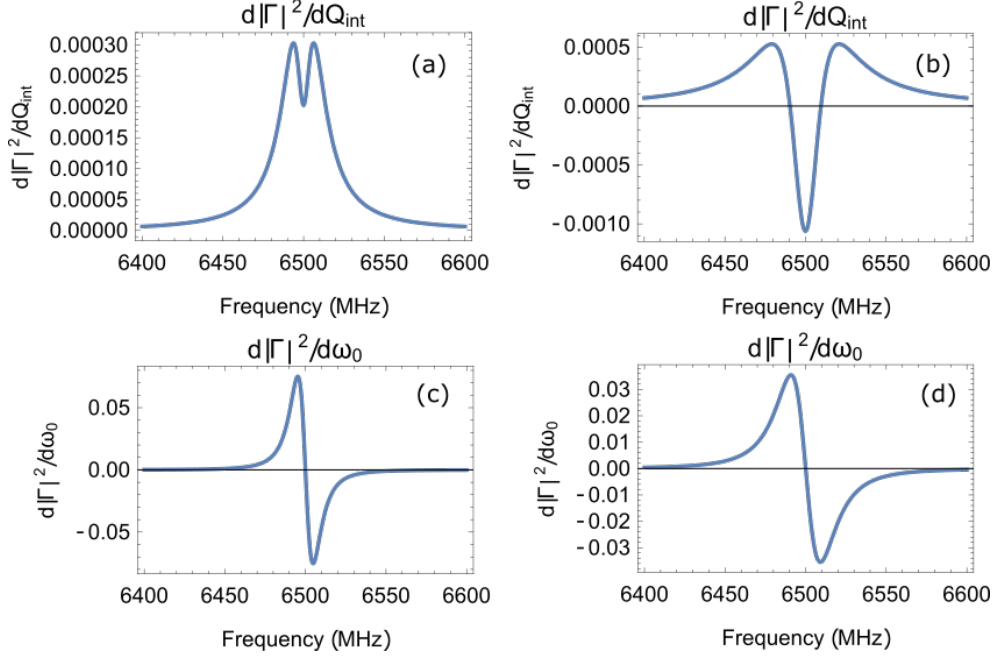 d|Γ|²/dQ_int
(a)
d|Γ|²/dQ_int
0.00030
0.00025
0.00020
0.00015
0.00010
0.00005
0.00000
6400 6450 6500 6550 6600
Frequency (MHz)
d|Γ|²/dQ_int
(b)
d|Γ|²/dQ_int
0.0005
0.0000
-0.0005
-0.0010
6400 6450 6500 6550 6600
Frequency (MHz)
d|Γ|²/dω₀
(c)
d|Γ|²/dω₀
0.05
0.00
-0.05
6400 6450 6500 6550 6600
Frequency (MHz)
d|Γ|²/dω₀
(d)
d|Γ|²/dω₀
0.03
0.02
0.01
0.00
-0.01
-0.02
-0.03
6400 6450 6500 6550 6600
Frequency (MHz)